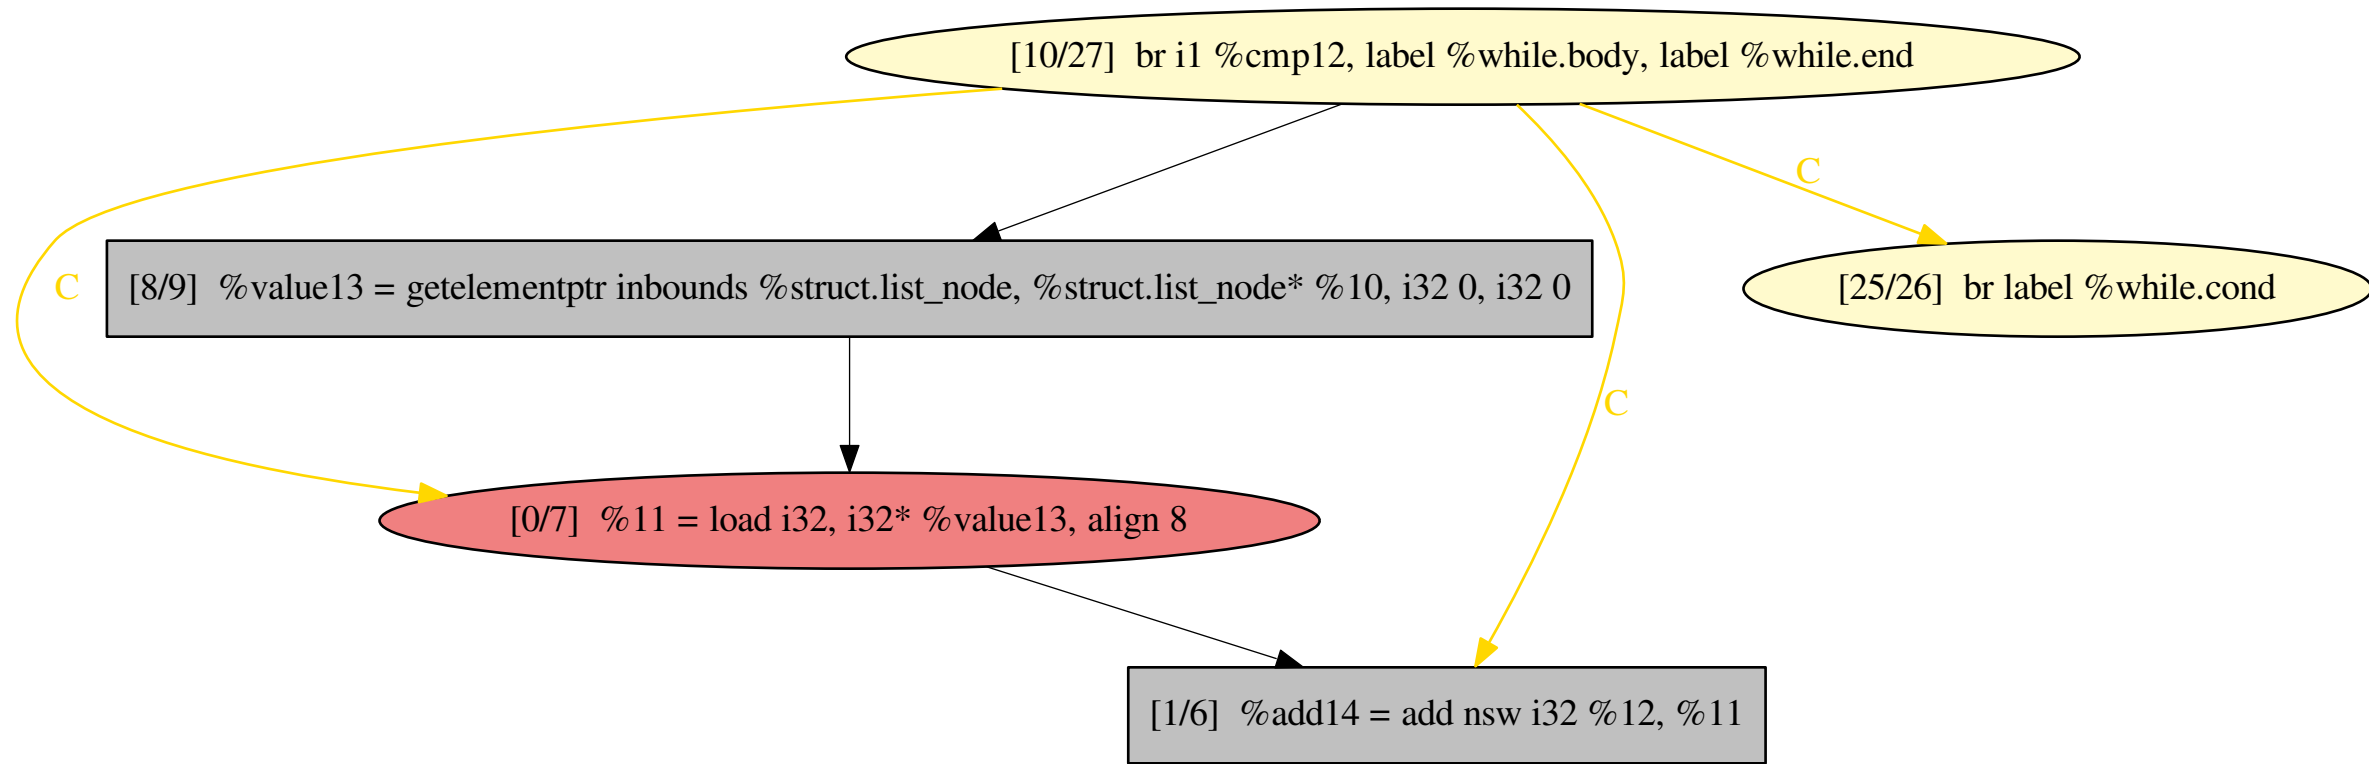 [10/27]  br i1 %cmp12, label %while.body, label %while.end
C
C
[8/9]  %value13 = getelementptr inbounds %struct.list_node, %struct.list_node* %10, i32 0, i32 0
[25/26]  br label %while.cond
C
[0/7]  %11 = load i32, i32* %value13, align 8
[1/6]  %add14 = add nsw i32 %12, %11